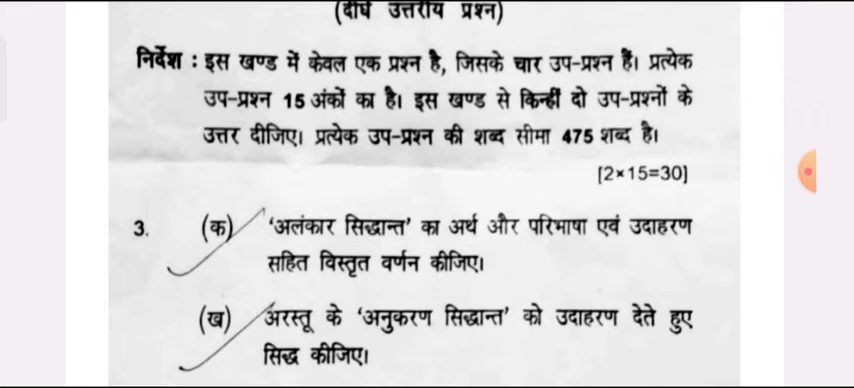 (दीर्घ उत्तरीय प्रश्न)
निर्देश : इस खण्ड में केवल एक प्रश्न है, जिसके चार उप-प्रश्न हैं। प्रत्येक
उप-प्रश्न 15 अंकों का है। इस खण्ड से किन्हीं दो उप-प्रश्नों के
उत्तर दीजिए। प्रत्येक उप-प्रश्न की शब्द सीमा 475 शब्द है।
[2×15=30]
3. (क) 'अलंकार सिद्धान्त' का अर्थ और परिभाषा एवं उदाहरण
सहित विस्तृत वर्णन कीजिए।
(ख) अरस्तू के 'अनुकरण सिद्धान्त' को उदाहरण देते हुए
सिद्ध कीजिए।